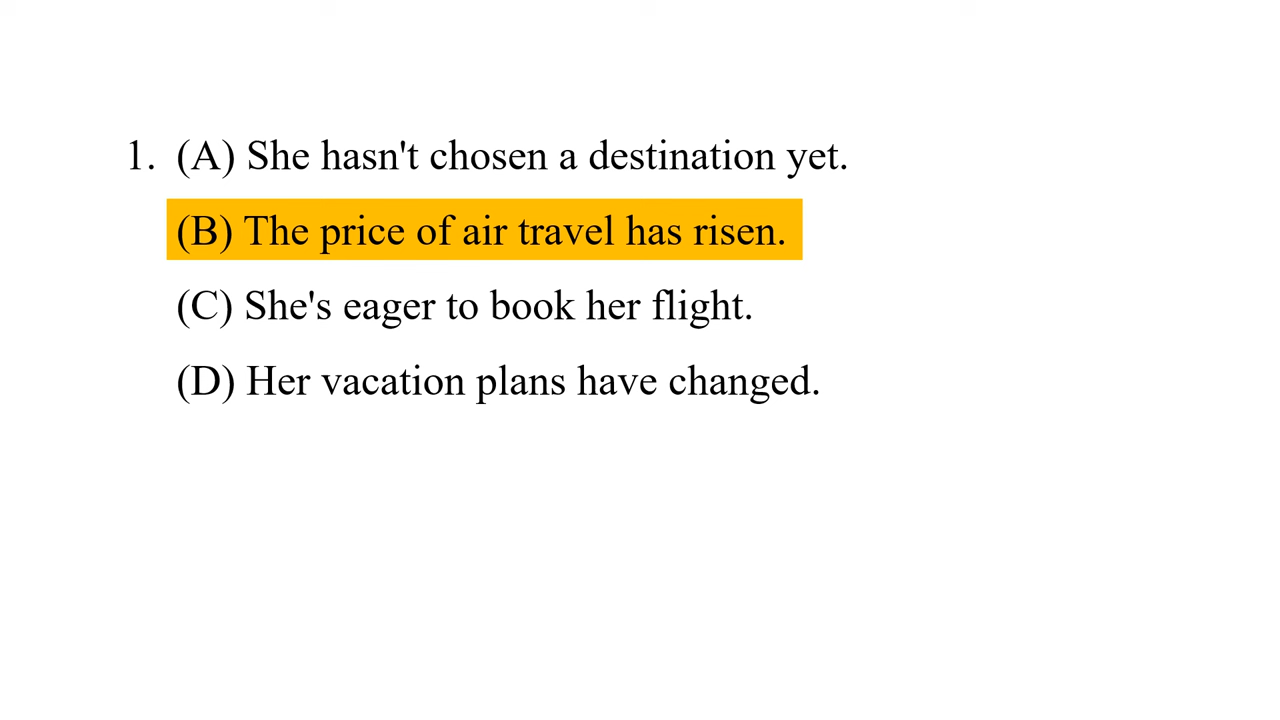 1. (A) She hasn't chosen a destination yet.
(B) The price of air travel has risen.
(C) She's eager to book her flight.
(D) Her vacation plans have changed.